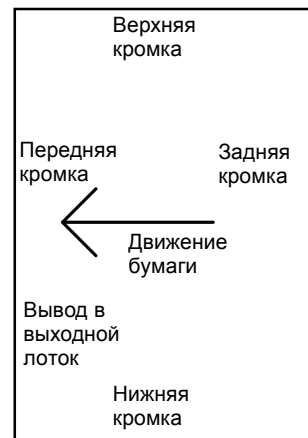 Верхняя
кромка
Передняя
кромка
Задняя
кромка
Движение
бумаги
Вывод в
выходной
лоток
Нижняя
кромка